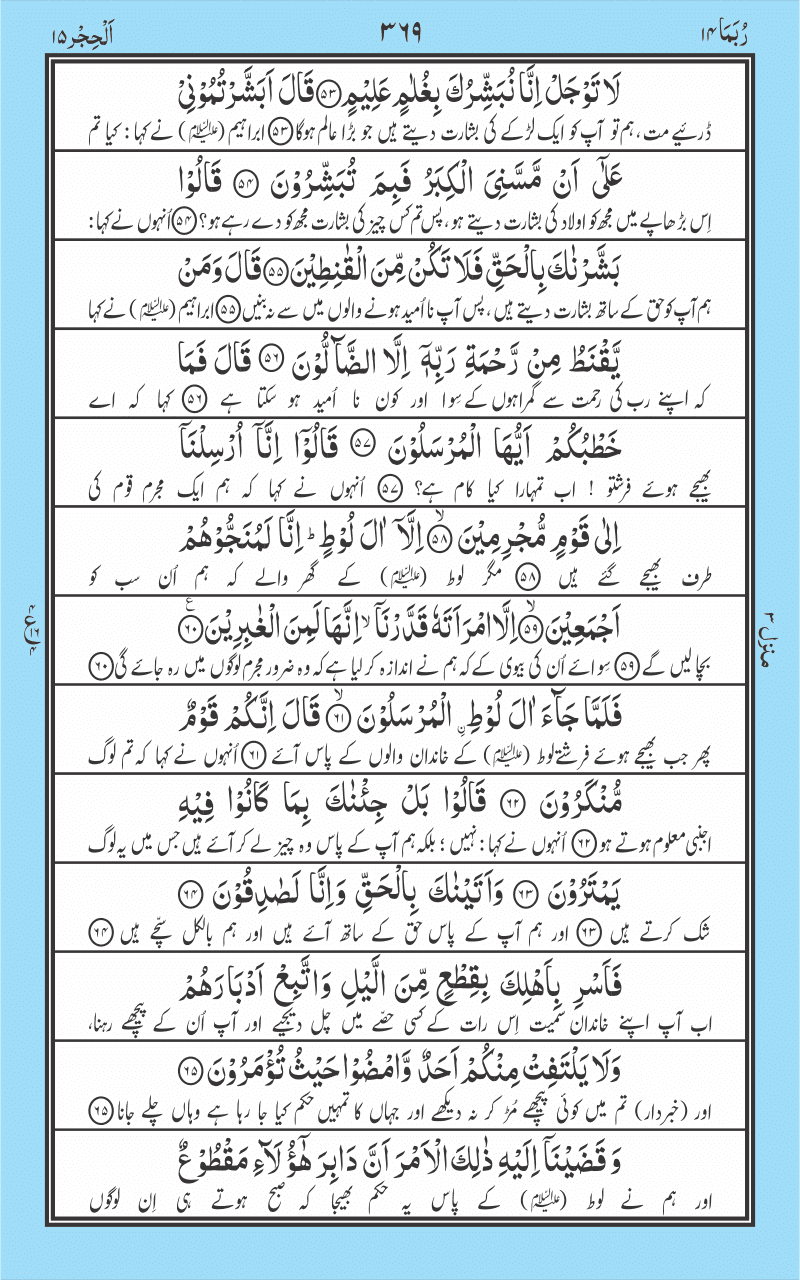 رُبَمَا ۱۴
۳۶۹
اَلْحِجْر ۱۵
لَا تَوْجَلْ اِنَّا نُبَشِّرُكَ بِغُلٰمٍ عَلِيْمٍ ﴿۵۳﴾ قَالَ اَبَشَّرْتُمُوْنِيْ
ڈرئیے مت، ہم تو آپ کو ایک لڑکے کی بشارت دیتے ہیں جو بڑا عالم ہوگا ﴿۵۳﴾ ابراہیم (علیہ السلام) نے کہا : کیا تم
عَلٰٓى اَنْ مَّسَّنِيَ الْكِبَرُ فَبِمَ تُبَشِّرُوْنَ ﴿۵۴﴾ قَالُوْا
اِس بڑھاپے میں مجھ کو اولاد کی بشارت دیتے ہو، پس تم کس چیز کی بشارت مجھ کو دے رہے ہو؟ ﴿۵۴﴾ اُنہوں نے کہا :
بَشَّرْنٰكَ بِالْحَقِّ فَلَا تَكُنْ مِّنَ الْقٰنِطِيْنَ ﴿۵۵﴾ قَالَ وَمَنْ
ہم آپ کو حق کے ساتھ بشارت دیتے ہیں، پس آپ نا اُمید ہونے والوں میں سے نہ بنیں ﴿۵۵﴾ ابراہیم (علیہ السلام) نے کہا
يَّقْنَطُ مِنْ رَّحْمَةِ رَبِّهٖٓ اِلَّا الضَّآلُّوْنَ ﴿۵۶﴾ قَالَ فَمَا
کہ اپنے رب کی رحمت سے گمراہوں کے سِوا اور کون نا اُمید ہو سکتا ہے ﴿۵۶﴾ کہا کہ اے
خَطْبُكُمْ اَيُّهَا الْمُرْسَلُوْنَ ﴿۵۷﴾ قَالُوْٓا اِنَّآ اُرْسِلْنَآ
بھیجے ہوئے فرشتو ! اب تمہارا کیا کام ہے؟ ﴿۵۷﴾ اُنہوں نے کہا کہ ہم ایک مجرم قوم کی
اِلٰى قَوْمٍ مُّجْرِمِيْنَ ﴿۵۸﴾ۙ اِلَّآ اٰلَ لُوْطٍ ؕ اِنَّا لَمُنَجُّوْهُمْ
طرف بھیجے گئے ہیں ﴿۵۸﴾ مگر لوط (علیہ السلام) کے گھر والے کہ ہم اُن سب کو
اَجْمَعِيْنَ ﴿۵۹﴾ۙ اِلَّا امْرَاَتَهٗ قَدَّرْنَآ ۙ اِنَّهَا لَمِنَ الْغٰبِرِيْنَ ﴿۶۰﴾ ع
بچا لیں گے ﴿۵۹﴾ سِوائے اُن کی بیوی کے کہ ہم نے اندازہ کر لیا ہے کہ وہ ضرور مجرم لوگوں میں رہ جائے گی ﴿۶۰﴾
منزل ۳
۴ ع ۱۶ ۴
فَلَمَّا جَآءَ اٰلَ لُوْطِ ۨ الْمُرْسَلُوْنَ ﴿۶۱﴾ۙ قَالَ اِنَّكُمْ قَوْمٌ
پھر جب بھیجے ہوئے فرشتے لوط (علیہ السلام) کے خاندان والوں کے پاس آئے ﴿۶۱﴾ اُنہوں نے کہا کہ تم لوگ
مُّنْكَرُوْنَ ﴿۶۲﴾ قَالُوْا بَلْ جِئْنٰكَ بِمَا كَانُوْا فِيْهِ
اجنبی معلوم ہوتے ہو ﴿۶۲﴾ اُنہوں نے کہا : نہیں ؛ بلکہ ہم آپ کے پاس وہ چیز لے کر آئے ہیں جس میں یہ لوگ
يَمْتَرُوْنَ ﴿۶۳﴾ وَاَتَيْنٰكَ بِالْحَقِّ وَاِنَّا لَصٰدِقُوْنَ ﴿۶۴﴾
شک کرتے ہیں ﴿۶۳﴾ اور ہم آپ کے پاس حق کے ساتھ آئے ہیں اور ہم بالکل سچّے ہیں ﴿۶۴﴾
فَاَسْرِ بِاَهْلِكَ بِقِطْعٍ مِّنَ الَّيْلِ وَاتَّبِعْ اَدْبَارَهُمْ
اب آپ اپنے خاندان سمیت اِس رات کے کسی حصّے میں چل دیجیے اور آپ اُن کے پیچھے رہنا،
وَلَا يَلْتَفِتْ مِنْكُمْ اَحَدٌ وَّامْضُوْا حَيْثُ تُؤْمَرُوْنَ ﴿۶۵﴾
اور (خبردار) تم میں کوئی پیچھے مُڑ کر نہ دیکھے اور جہاں کا تمہیں حکم کیا جا رہا ہے وہاں چلے جانا ﴿۶۵﴾
وَقَضَيْنَآ اِلَيْهِ ذٰلِكَ الْاَمْرَ اَنَّ دَابِرَ هٰٓؤُلَآءِ مَقْطُوْعٌ
اور ہم نے لوط (علیہ السلام) کے پاس یہ حکم بھیجا کہ صبح ہوتے ہی اِن لوگوں